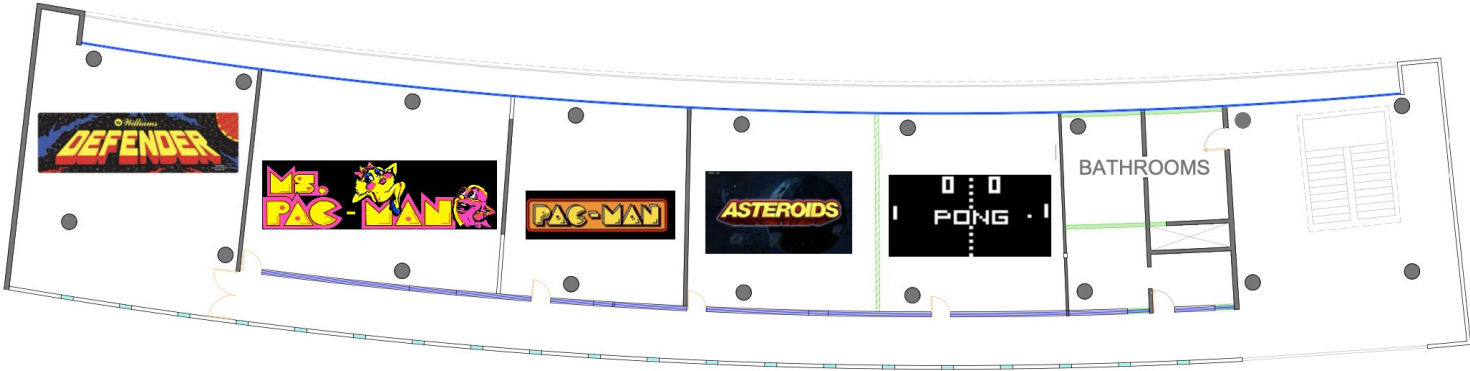 Williams
DEFENDER
Ms.
PAC-MAN
PAC-MAN
ASTEROIDS
0 0
PONG
BATHROOMS